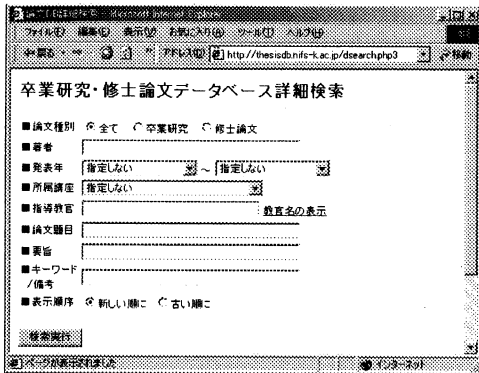 Microsoft Internet Explorer
ファイル(F) 編集(E) 表示(V) お気に入り(A) ツール(T) ヘルプ(H)
戻る アドレス(D) http://thesisdb.nifs-k.ac.jp/dsearch.php3 移動
卒業研究・修士論文データベース詳細検索
■論文種別 全て 卒業研究 修士論文
■著者
■発表年 指定しない ～ 指定しない
■所属講座 指定しない
■指導教官 教官名の表示
■論文題目
■要旨
■キーワード
/備考
■表示順序 新しい順に 古い順に
検索実行
ページが表示されました インターネット